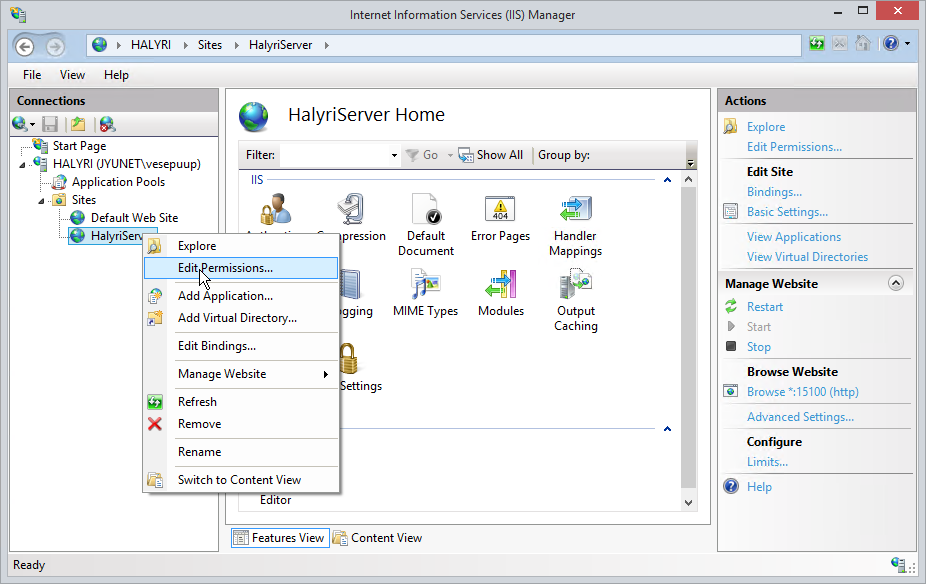 Internet Information Services (IIS) Manager
HALYRI Sites HalyriServer
File View Help
Connections
Start Page
HALYRI (JYUNET\vesepuup)
Application Pools
Sites
Default Web Site
Explore
Edit Permissions...
Add Application...
Add Virtual Directory...
Edit Bindings...
Manage Website
Refresh
Remove
Rename
Switch to Content View
HalyriServer Home
Filter: Go Show All Group by:
IIS
Default Document
Error Pages
404
Handler Mappings
MIME Types
Modules
Output Caching
Settings
Editor
Features View Content View
Actions
Explore
Edit Permissions...
Edit Site
Bindings...
Basic Settings...
View Applications
View Virtual Directories
Manage Website
Restart
Start
Stop
Browse Website
Browse *:15100 (http)
Advanced Settings...
Configure
Limits...
Help
Ready